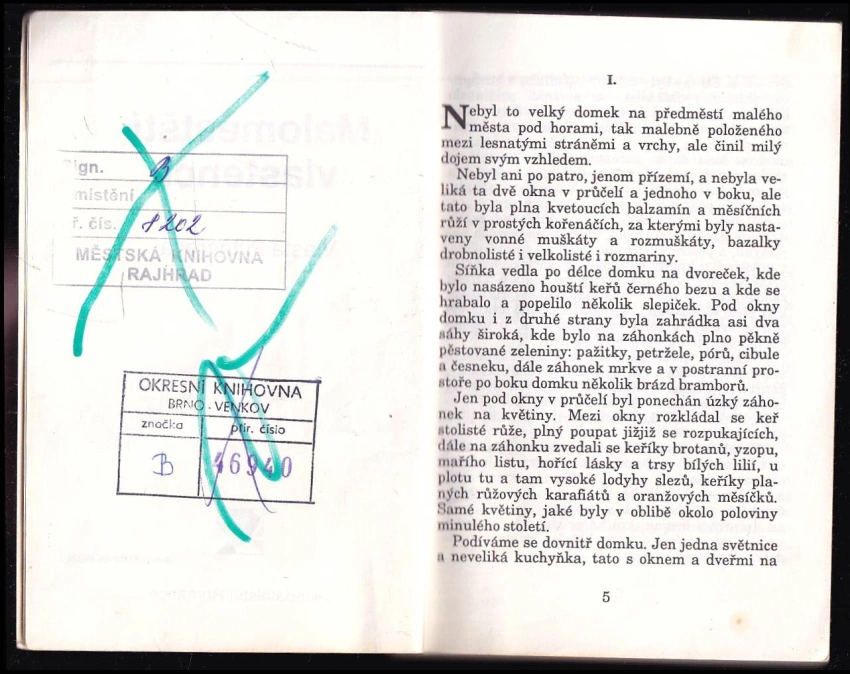 ign.
B
místění
ř. čís. 8202
MĚSTSKÁ KNIHOVNA
RAJHRAD
OKRESNÍ KNIHOVNA
BRNO-VENKOV
značka
přír. číslo
B
46940
I.
Nebyl to velký domek na předměstí malého
města pod horami, tak malebně položeného
mezi lesnatými stráněmi a vrchy, ale činil milý
dojem svým vzhledem.
Nebyl ani po patro, jenom přízemí, a nebyla ve-
liká ta dvě okna v průčelí a jednoho v boku, ale
tato byla plna kvetoucích balzamín a měsíčních
růží v prostých kořenáčích, za kterými byly nasta-
veny vonné muškáty a rozmuškáty, bazalky
drobnolisté i velkolisté i rozmariny.
Síňka vedla po délce domku na dvoreček, kde
bylo nasázeno houští keřů černého bezu a kde se
hrabalo a popelilo několik slepiček. Pod okny
domku i z druhé strany byla zahrádka asi dva
sáhy široká, kde bylo na záhonkách plno pěkně
pěstované zeleniny: pažitky, petržele, pórů, cibule
a česneku, dále záhonek mrkve a v postranní pro-
stoře po boku domku několik brázd bramborů.
Jen pod okny v průčelí byl ponechán úzký záho-
nek na květiny. Mezi okny rozkládal se keř
stolisté růže, plný poupat jižjiž se rozpukajících,
dále na záhonku zvedali se keříky brotanů, yzopu,
mařího listu, hořící lásky a trsy bílých lilií, u
plotu tu a tam vysoké lodyhy slezů, keříky pla-
ných růžových karafiátů a oranžových měsíčků.
Samé květiny, jaké byly v oblibě okolo poloviny
minulého století.
Podíváme se dovnitř domku. Jen jedna světnice
a neveliká kuchyňka, tato s oknem a dveřmi na
5